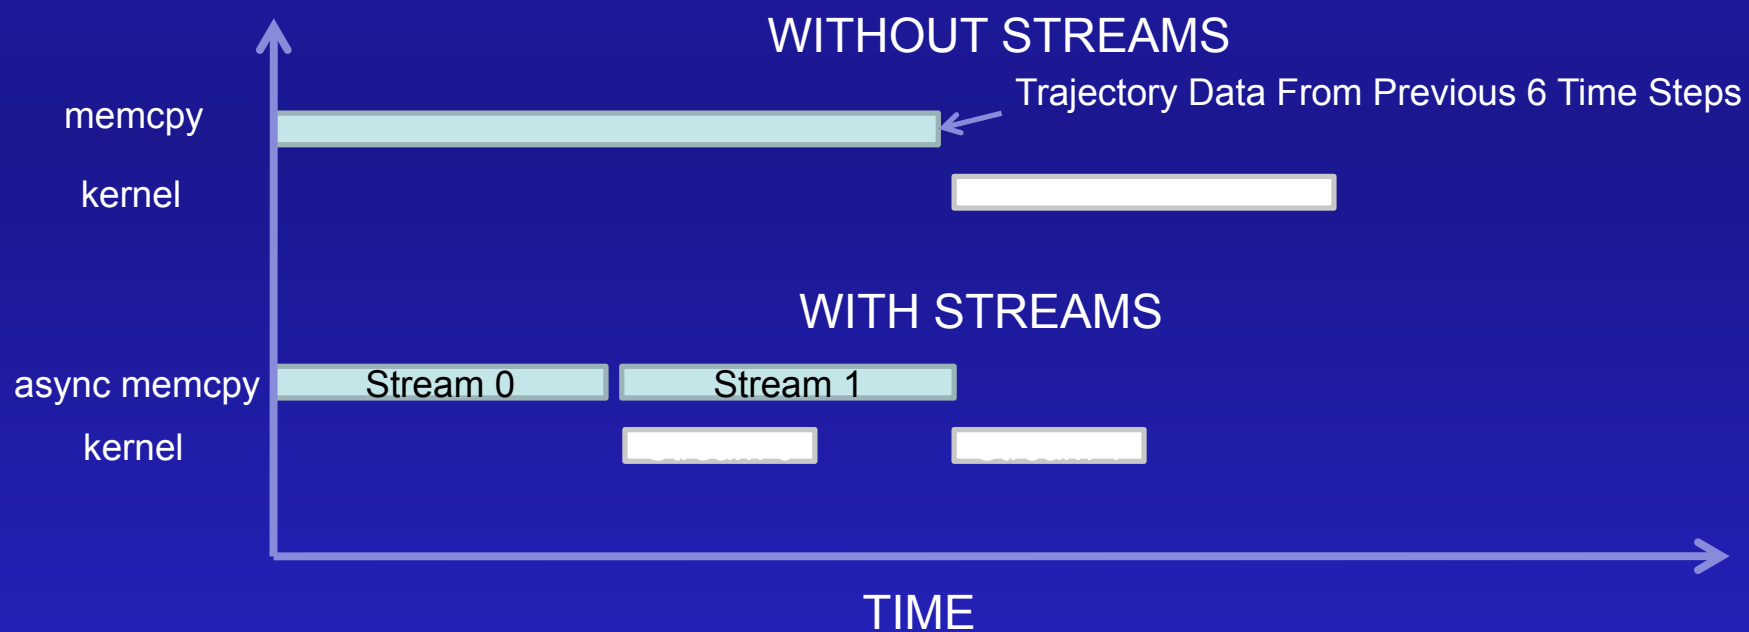 WITHOUT STREAMS
Trajectory Data From Previous 6 Time Steps
memcpy
kernel
WITH STREAMS
async memcpy
Stream 0
Stream 1
kernel
TIME